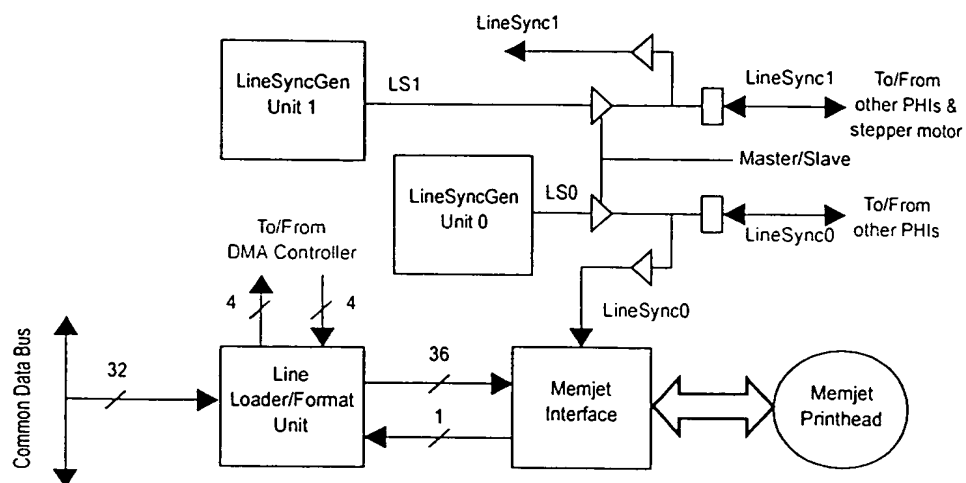 LineSync1
LineSyncGen
Unit 1
LS1
LineSync1
To/From
other PHIs &
stepper motor
Master/Slave
LineSyncGen
Unit 0
LS0
To/From
other PHIs
LineSync0
To/From
DMA Controller
4
4
LineSync0
Common Data Bus
32
Line
Loader/Format
Unit
36
1
Memjet
Interface
Memjet
Printhead